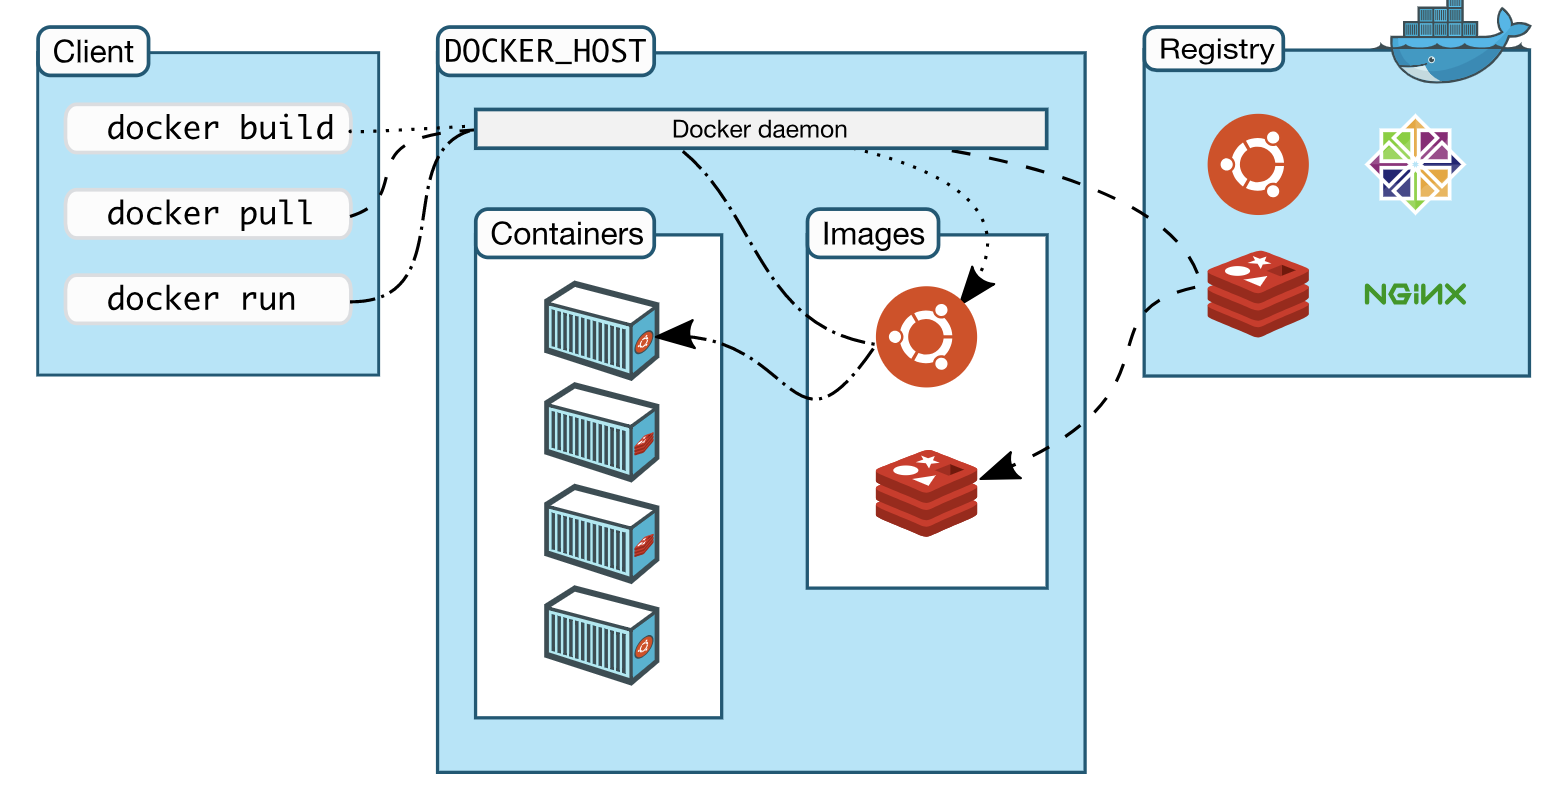 Client
docker build
docker pull
docker run
DOCKER_HOST
Docker daemon
Containers
Images
Registry
NGiNX